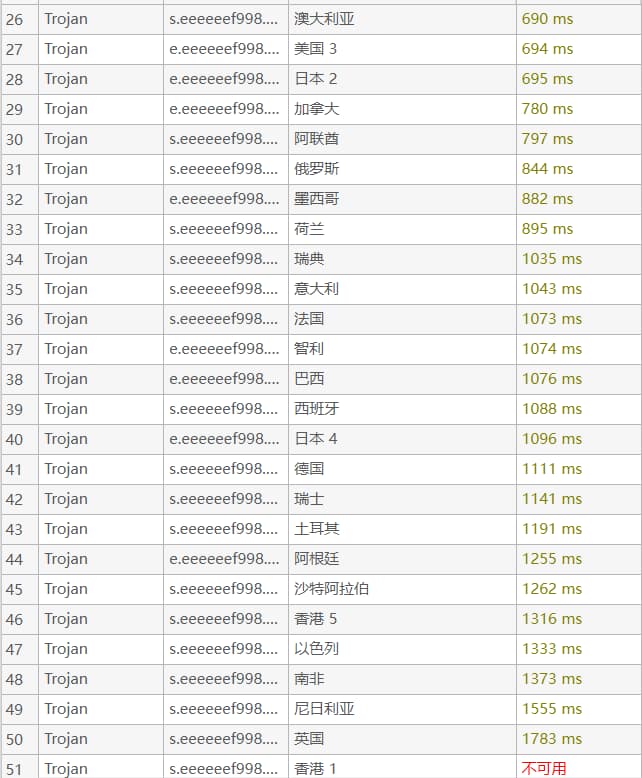 26 Trojan s.eeeeeef998.... 澳大利亚 690 ms
27 Trojan e.eeeeeef998.... 美国 3 694 ms
28 Trojan e.eeeeeef998.... 日本 2 695 ms
29 Trojan e.eeeeeef998.... 加拿大 780 ms
30 Trojan s.eeeeeef998.... 阿联酋 797 ms
31 Trojan s.eeeeeef998.... 俄罗斯 844 ms
32 Trojan e.eeeeeef998.... 墨西哥 882 ms
33 Trojan s.eeeeeef998.... 荷兰 895 ms
34 Trojan s.eeeeeef998.... 瑞典 1035 ms
35 Trojan s.eeeeeef998.... 意大利 1043 ms
36 Trojan s.eeeeeef998.... 法国 1073 ms
37 Trojan e.eeeeeef998.... 智利 1074 ms
38 Trojan e.eeeeeef998.... 巴西 1076 ms
39 Trojan s.eeeeeef998.... 西班牙 1088 ms
40 Trojan e.eeeeeef998.... 日本 4 1096 ms
41 Trojan s.eeeeeef998.... 德国 1111 ms
42 Trojan s.eeeeeef998.... 瑞士 1141 ms
43 Trojan s.eeeeeef998.... 土耳其 1191 ms
44 Trojan e.eeeeeef998.... 阿根廷 1255 ms
45 Trojan s.eeeeeef998.... 沙特阿拉伯 1262 ms
46 Trojan s.eeeeeef998.... 香港 5 1316 ms
47 Trojan s.eeeeeef998.... 以色列 1333 ms
48 Trojan s.eeeeeef998.... 南非 1373 ms
49 Trojan s.eeeeeef998.... 尼日利亚 1555 ms
50 Trojan s.eeeeeef998.... 英国 1783 ms
51 Trojan s.eeeeeef998.... 香港 1 不可用